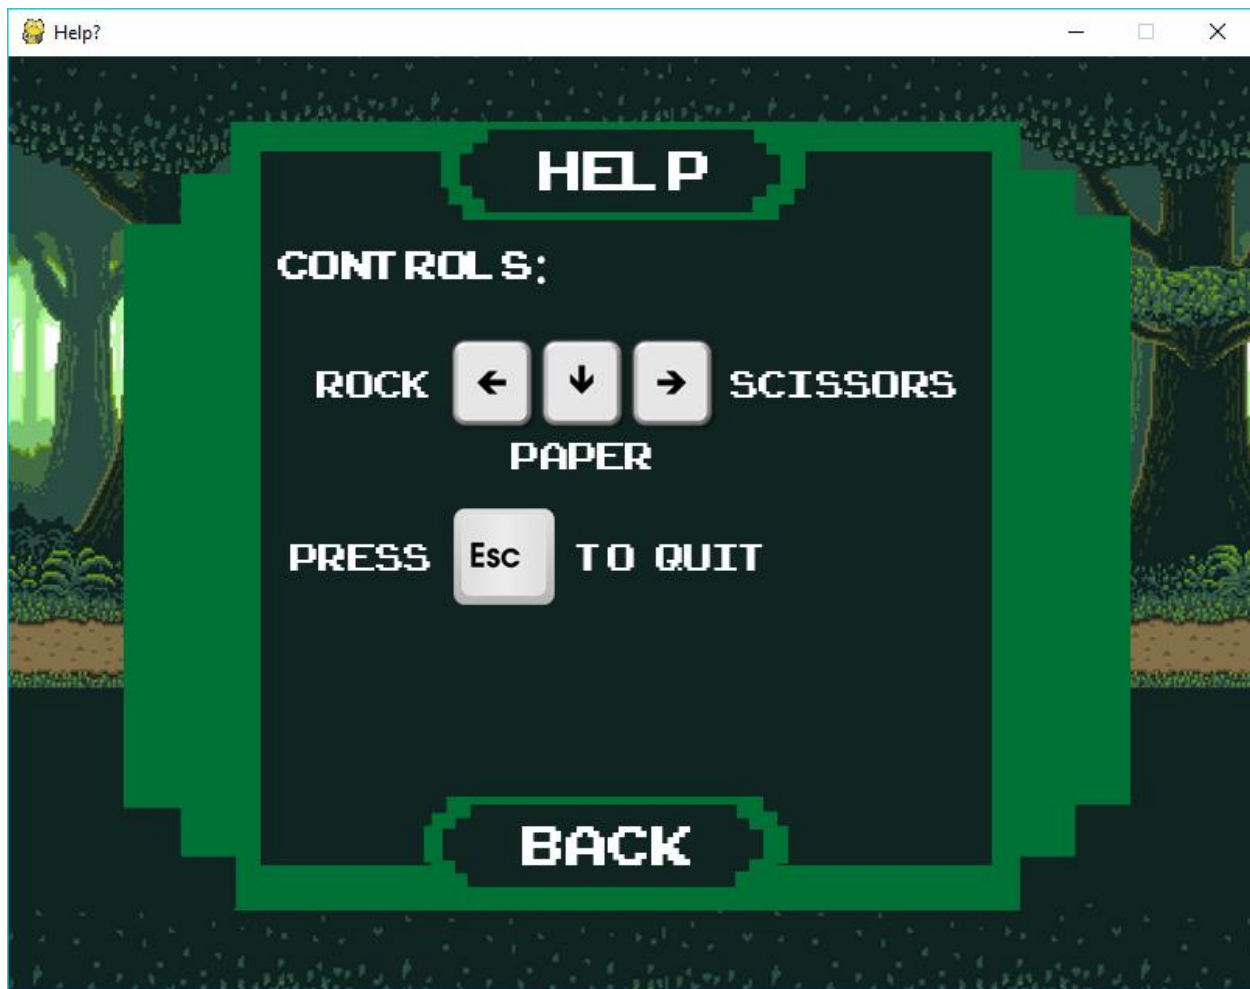 Help?
HELP
CONTROLS:
ROCK ← ↓ → SCISSORS
PAPER
PRESS Esc TO QUIT
BACK